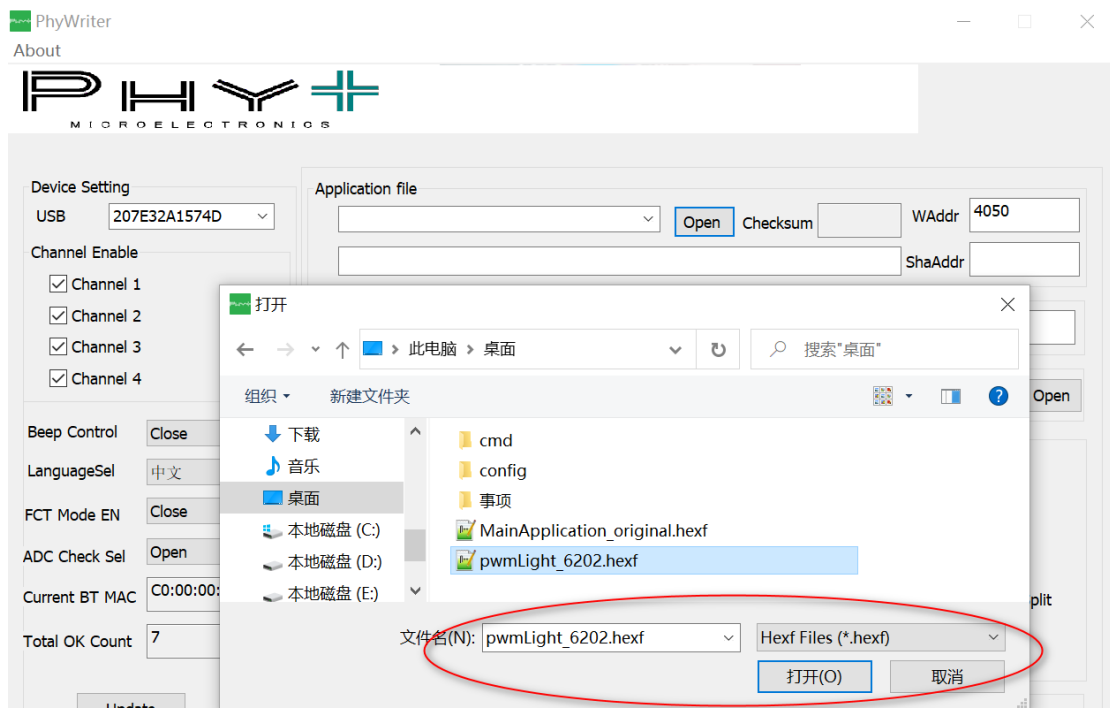 PhyWriter
About
PHY+
MICROELECTRONICS
Device Setting
USB 207E32A1574D
Channel Enable
Channel 1
Channel 2
Channel 3
Channel 4
Beep Control Close
LanguageSel 中文
FCT Mode EN Close
ADC Check Sel Open
Current BT MAC C0:00:00:
Total OK Count 7
Update
Application file
Open Checksum WAddr 4050
ShaAddr
Open
plit
打开
此电脑 > 桌面
搜索"桌面"
组织 新建文件夹
下载
音乐
桌面
本地磁盘 (C:)
本地磁盘 (D:)
本地磁盘 (E:)
cmd
config
事项
MainApplication_original.hexf
pwmLight_6202.hexf
文件名(N): pwmLight_6202.hexf Hexf Files (*.hexf)
打开(O) 取消